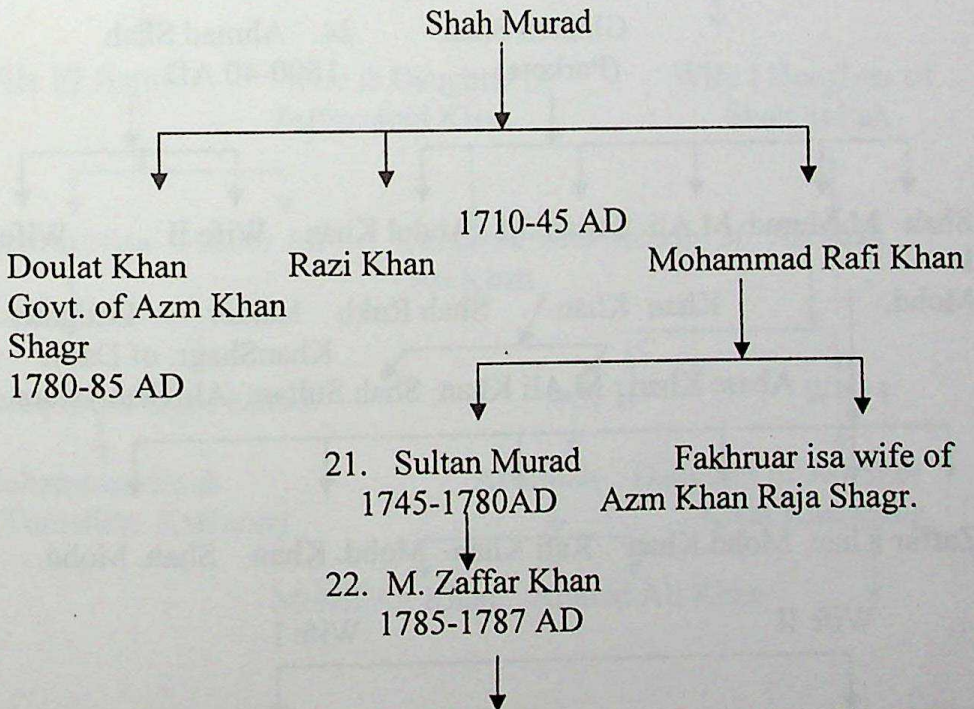 Shah Murad
1710-45 AD
Doulat Khan
Govt. of Azm Khan
Shagr
1780-85 AD
Razi Khan
Mohammad Rafi Khan
21. Sultan Murad
1745-1780AD
Fakhruar isa wife of
Azm Khan Raja Shagr.
22. M. Zaffar Khan
1785-1787 AD